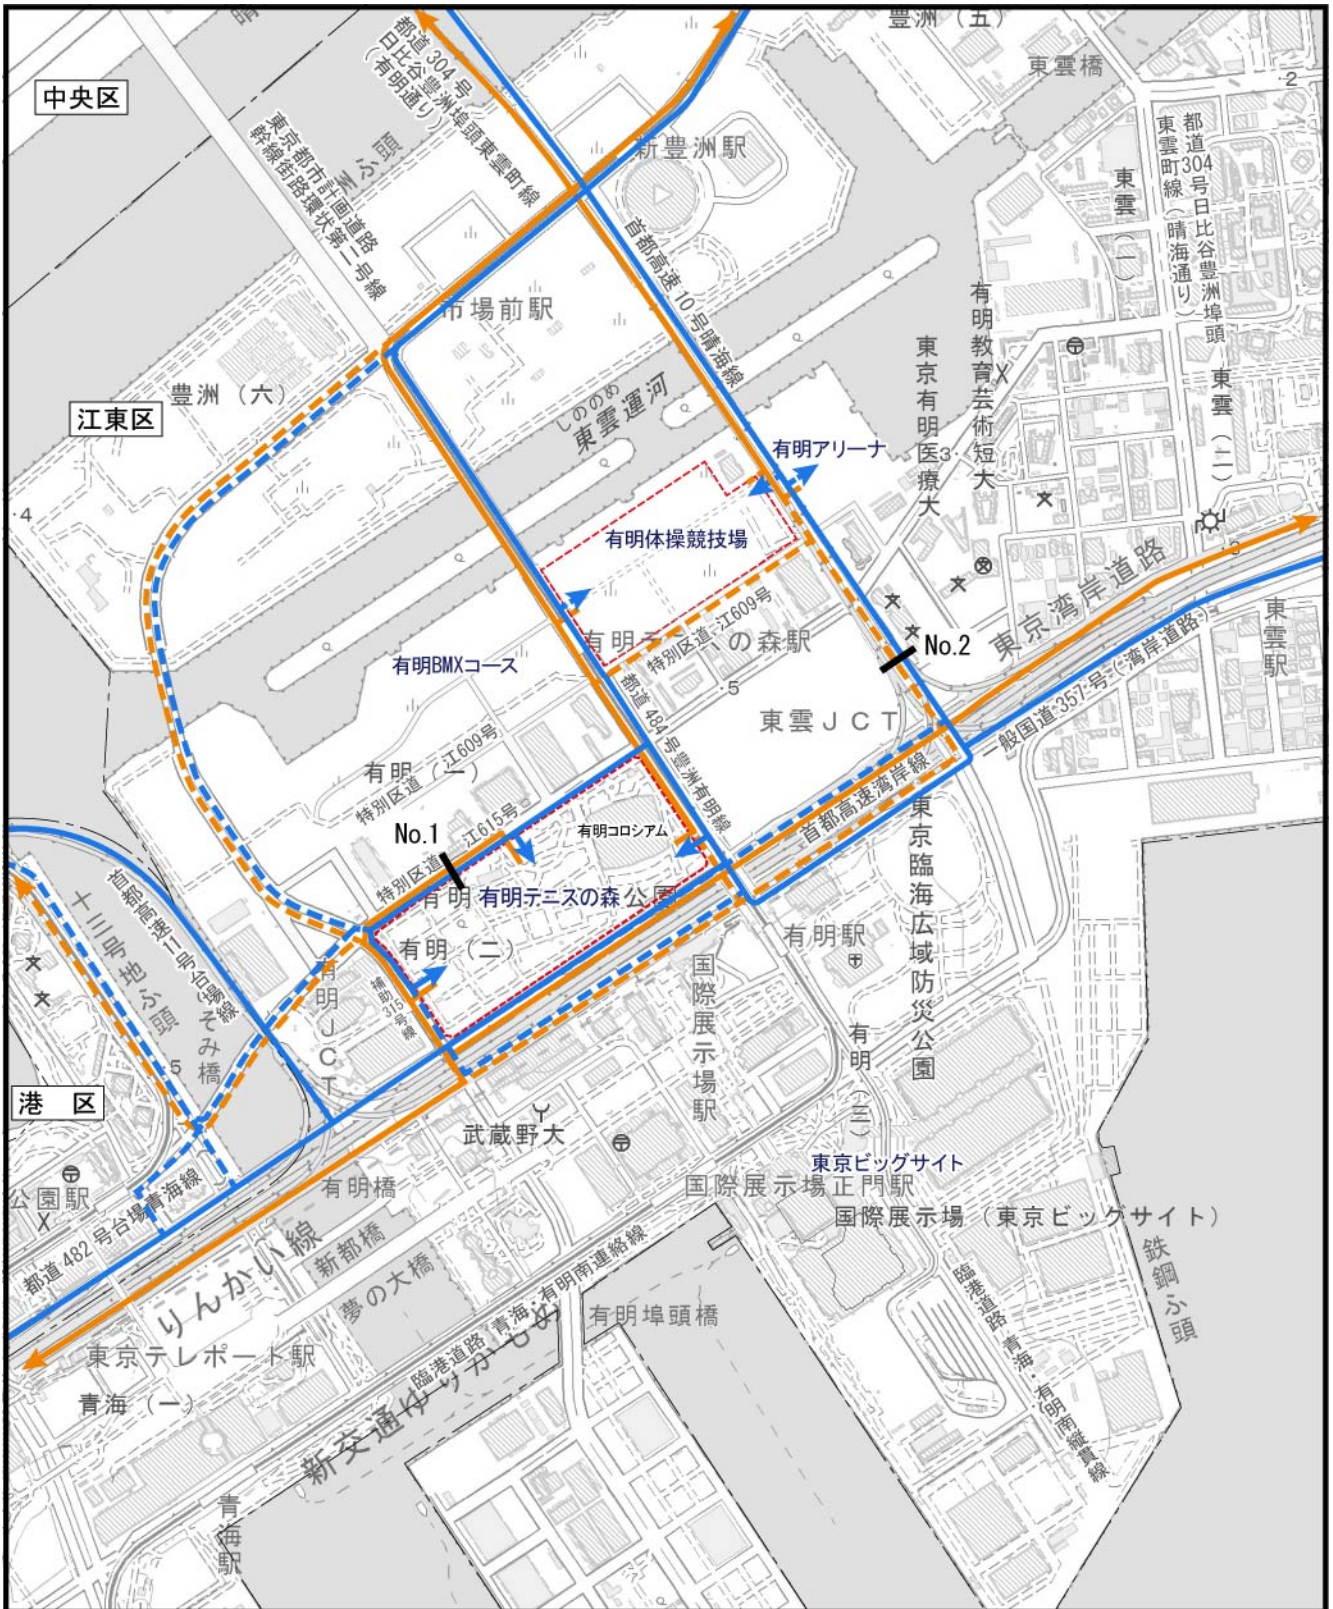 豊洲（五）
都道 304号
日比谷豊洲埠頭東雲町線
（有明通り）
東雲橋
2
中央区
ふ頭
東京都市計画道路
幹線街路環状第二号線
新豊洲駅
都道304号日比谷豊洲埠頭
東雲町線（晴海通り）
東雲（一）
首都高速 10号晴海線
市場前駅
有明教育芸術短大
東京有明医療大
豊洲（六）
江東区
しののめ
東雲運河
東雲（二）
有明アリーナ
3
4
有明体操競技場
3
東京湾岸道路
特別区道 江609号
有明テニスの森駅
No.2
東雲駅
有明BMXコース
5
都道 484号豊洲有明線
東雲ＪＣＴ
一般国道 357号（湾岸道路）
有明（一）
特別区道 江609号
首都高速湾岸線
有明コロシアム
No.1
特別区道 江615号
東京臨海広域防災公園
有明
有明テニスの森
公園
首都高速11号台場線
十三号地ふ頭
有明（二）
有明駅
補助315号線
有明ＪＣＴ
国際展示場駅
のぞみ橋
有明（三）
5
港 区
武蔵野大
東京ビッグサイト
公園駅
有明橋
国際展示場正門駅
国際展示場（東京ビッグサイト）
都道 482 号台場青海線
新都橋
りんかい線
夢の大橋
鉄鋼ふ頭
臨港道路 青海・有明南連絡線
臨港道路 青海・有明南縦貫線
有明埠頭橋
東京テレポート駅
青海（一）
新交通ゆりかもめ
青海駅